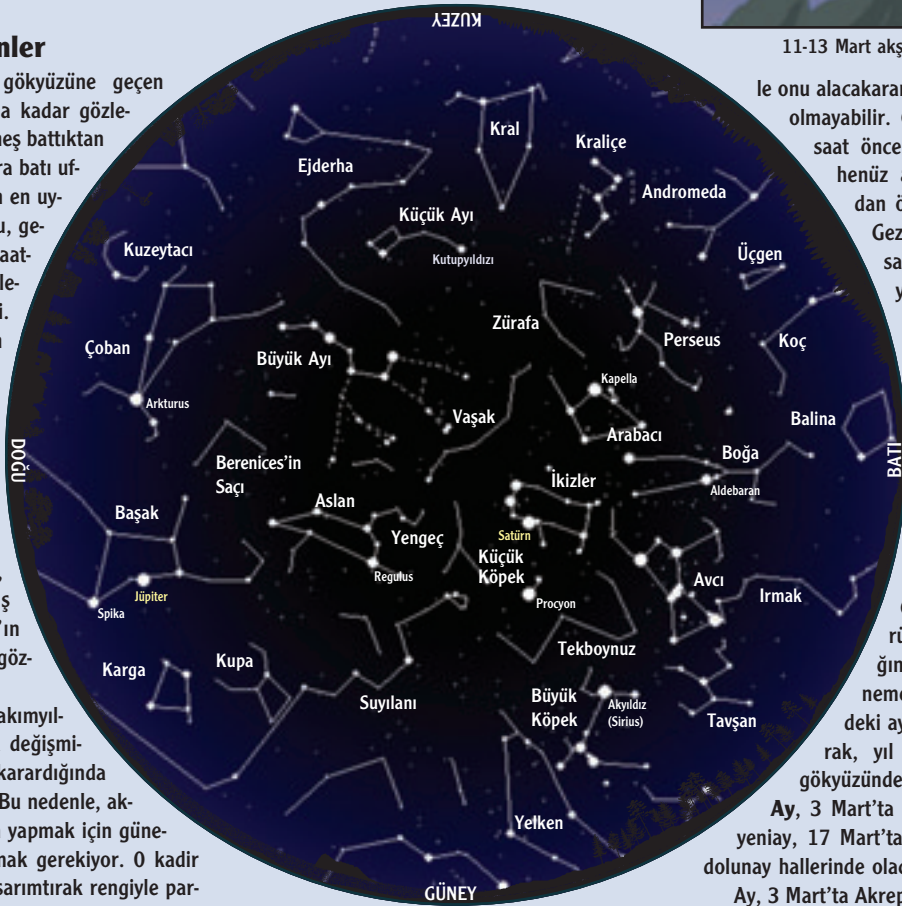 nler
gökyüzüne geçen
a kadar gözle-
neş battıktan
ra batı uf-
n en uy-
u, ge-
aat-
le-
i.
ş
'ın
göz-
akımyıl-
değişmi-
karardığında
Bu nedenle, ak-
n yapmak için güne-
mak gerekiyor. 0 kadir
sarımtırak rengiyle par-
KUZEY
Kral
Kraliçe
Ejderha
Andromeda
Küçük Ayı
Kutupyıldızı
Kuzeytacı
Üçgen
Zürafa
Perseus
Koç
Çoban
Büyük Ayı
Kapella
Arkturus
Vaşak
Arabacı
Balina
DOĞU
BATI
Berenices'in
Saçı
Boğa
İkizler
Aldebaran
Aslan
Başak
Yengeç
Satürn
Küçük
Köpek
Regulus
Avcı
Jüpiter
Irmak
Spika
Procyon
Tekboynuz
Karga
Kupa
Suyılanı
Büyük
Köpek
Akyıldız
(Sirius)
Tavşan
Yelken
GÜNEY
11-13 Mart akş
le onu alacakaran
olmayabilir.
saat önce
henüz a
dan ö
Gez
sa
y
rü
ğın
neme
deki ay
rak, yıl
gökyüzünde
Ay, 3 Mart'ta
yeniay, 17 Mart'ta
dolunay hallerinde olac
Ay, 3 Mart'ta Akrep